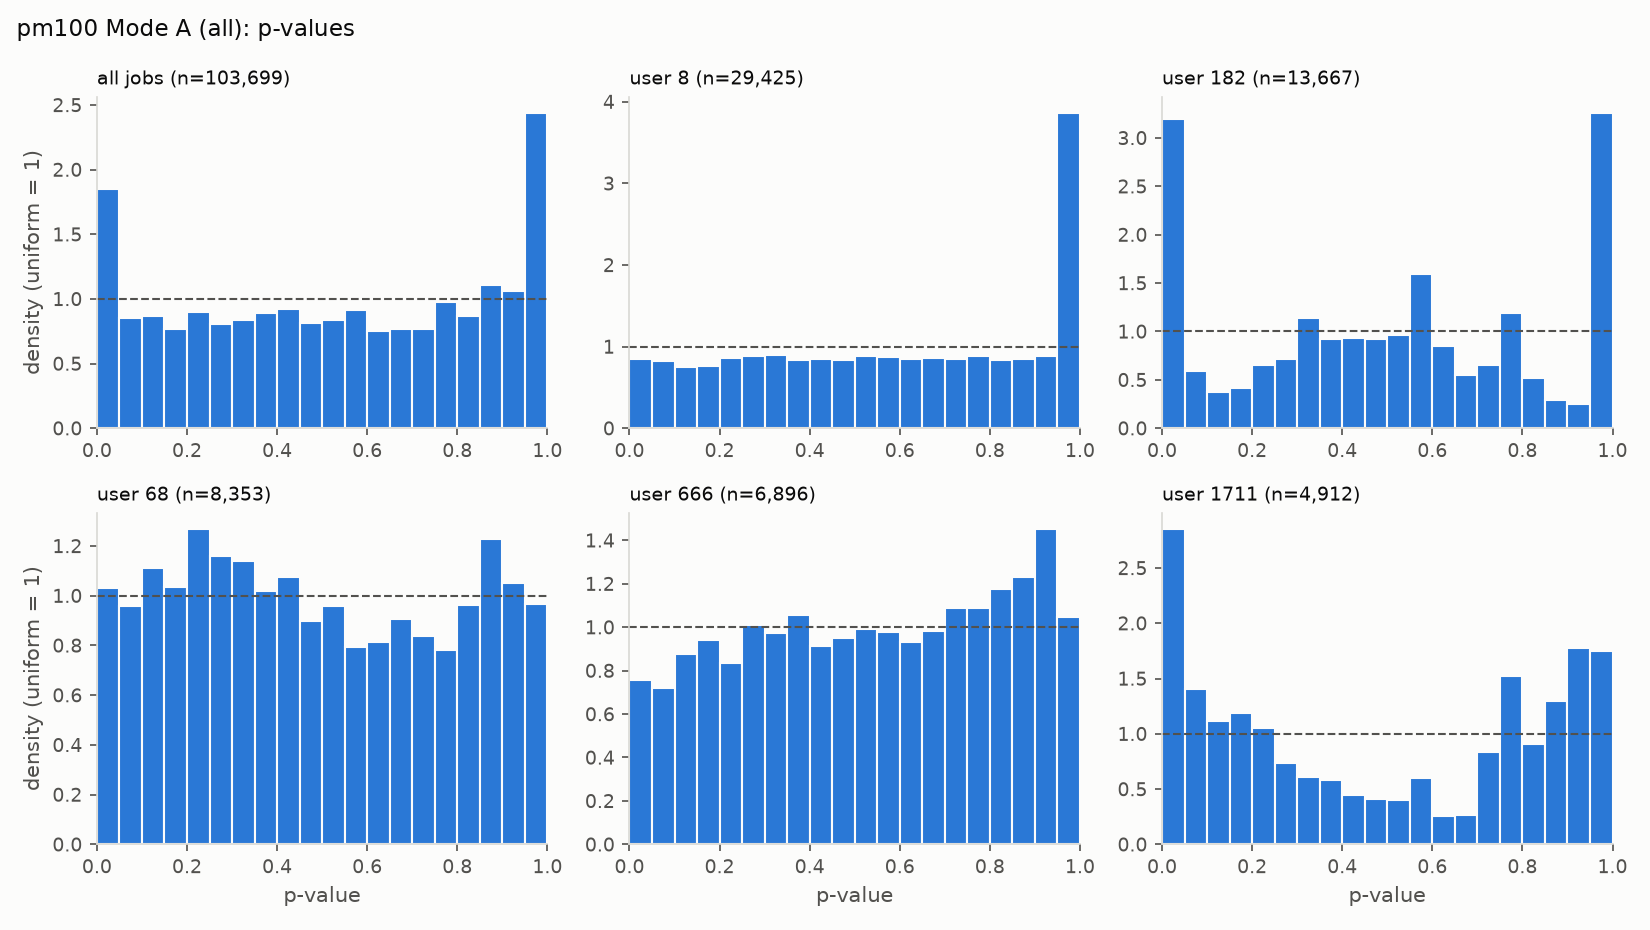 pm100 Mode A (all): p-values
all jobs (n=103,699)
density (uniform = 1)
2.5
2.0
1.5
1.0
0.5
0.0
0.0 0.2 0.4 0.6 0.8 1.0
user 8 (n=29,425)
4
3
2
1
0
0.0 0.2 0.4 0.6 0.8 1.0
user 182 (n=13,667)
3.0
2.5
2.0
1.5
1.0
0.5
0.0
0.0 0.2 0.4 0.6 0.8 1.0
user 68 (n=8,353)
density (uniform = 1)
1.2
1.0
0.8
0.6
0.4
0.2
0.0
0.0 0.2 0.4 0.6 0.8 1.0
p-value
user 666 (n=6,896)
1.4
1.2
1.0
0.8
0.6
0.4
0.2
0.0
0.0 0.2 0.4 0.6 0.8 1.0
p-value
user 1711 (n=4,912)
2.5
2.0
1.5
1.0
0.5
0.0
0.0 0.2 0.4 0.6 0.8 1.0
p-value